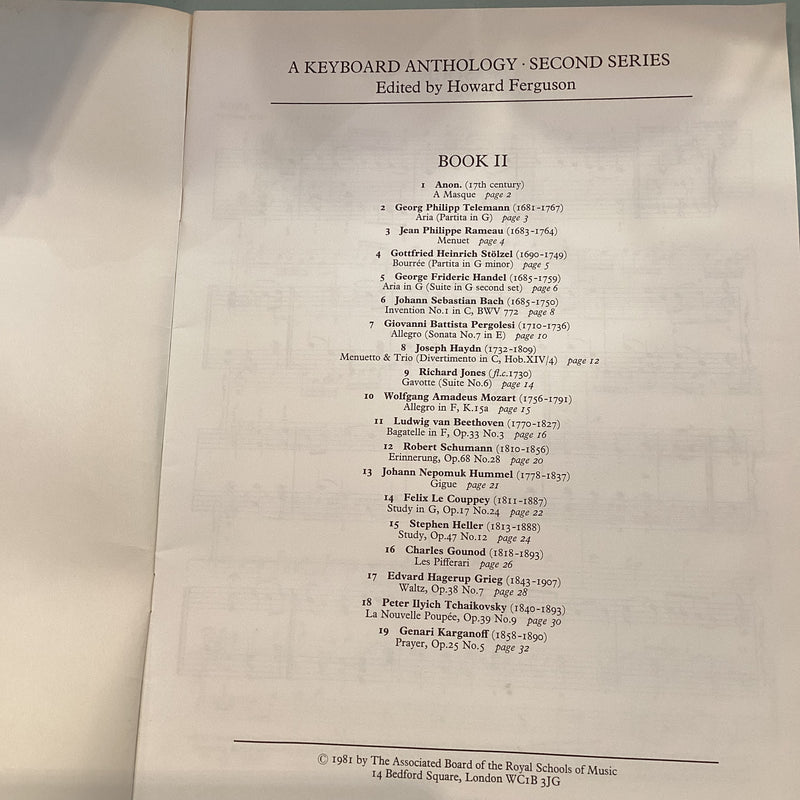 A KEYBOARD ANTHOLOGY · SECOND SERIES
Edited by Howard Ferguson
BOOK II
1 Anon. (17th century)
A Masque page 2
2 Georg Philipp Telemann (1681-1767)
Aria (Partita in G) page 3
3 Jean Philippe Rameau (1683-1764)
Menuet page 4
4 Gottfried Heinrich Stölzel (1690-1749)
Bourrée (Partita in G minor) page 5
5 George Frideric Handel (1685-1759)
Aria in G (Suite in G second set) page 6
6 Johann Sebastian Bach (1685-1750)
Invention No.1 in C, BWV 772 page 8
7 Giovanni Battista Pergolesi (1710-1736)
Allegro (Sonata No.7 in E) page 10
8 Joseph Haydn (1732-1809)
Menuetto & Trio (Divertimento in C, Hob.XIV/4) page 12
9 Richard Jones (fl.c.1730)
Gavotte (Suite No.6) page 14
10 Wolfgang Amadeus Mozart (1756-1791)
Allegro in F, K.15a page 15
11 Ludwig van Beethoven (1770-1827)
Bagatelle in F, Op.33 No.3 page 16
12 Robert Schumann (1810-1856)
Erinnerung, Op.68 No.28 page 20
13 Johann Nepomuk Hummel (1778-1837)
Gigue page 21
14 Felix Le Couppey (1811-1887)
Study in G, Op.17 No.24 page 22
15 Stephen Heller (1813-1888)
Study, Op.47 No.12 page 24
16 Charles Gounod (1818-1893)
Les Pifferari page 26
17 Edvard Hagerup Grieg (1843-1907)
Waltz, Op.38 No.7 page 28
18 Peter Ilyich Tchaikovsky (1840-1893)
La Nouvelle Poupée, Op.39 No.9 page 30
19 Genari Karganoff (1858-1890)
Prayer, Op.25 No.5 page 32
© 1981 by The Associated Board of the Royal Schools of Music
14 Bedford Square, London WC1B 3JG